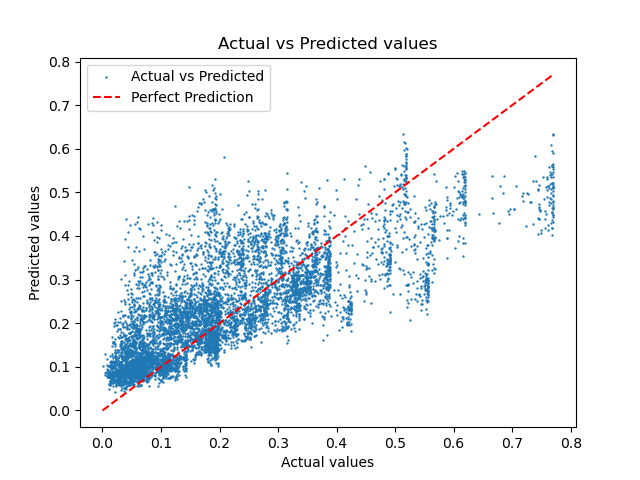 Actual vs Predicted values
Actual vs Predicted
Perfect Prediction
Predicted values
0.8
0.7
0.6
0.5
0.4
0.3
0.2
0.1
0.0
0.0 0.1 0.2 0.3 0.4 0.5 0.6 0.7 0.8
Actual values